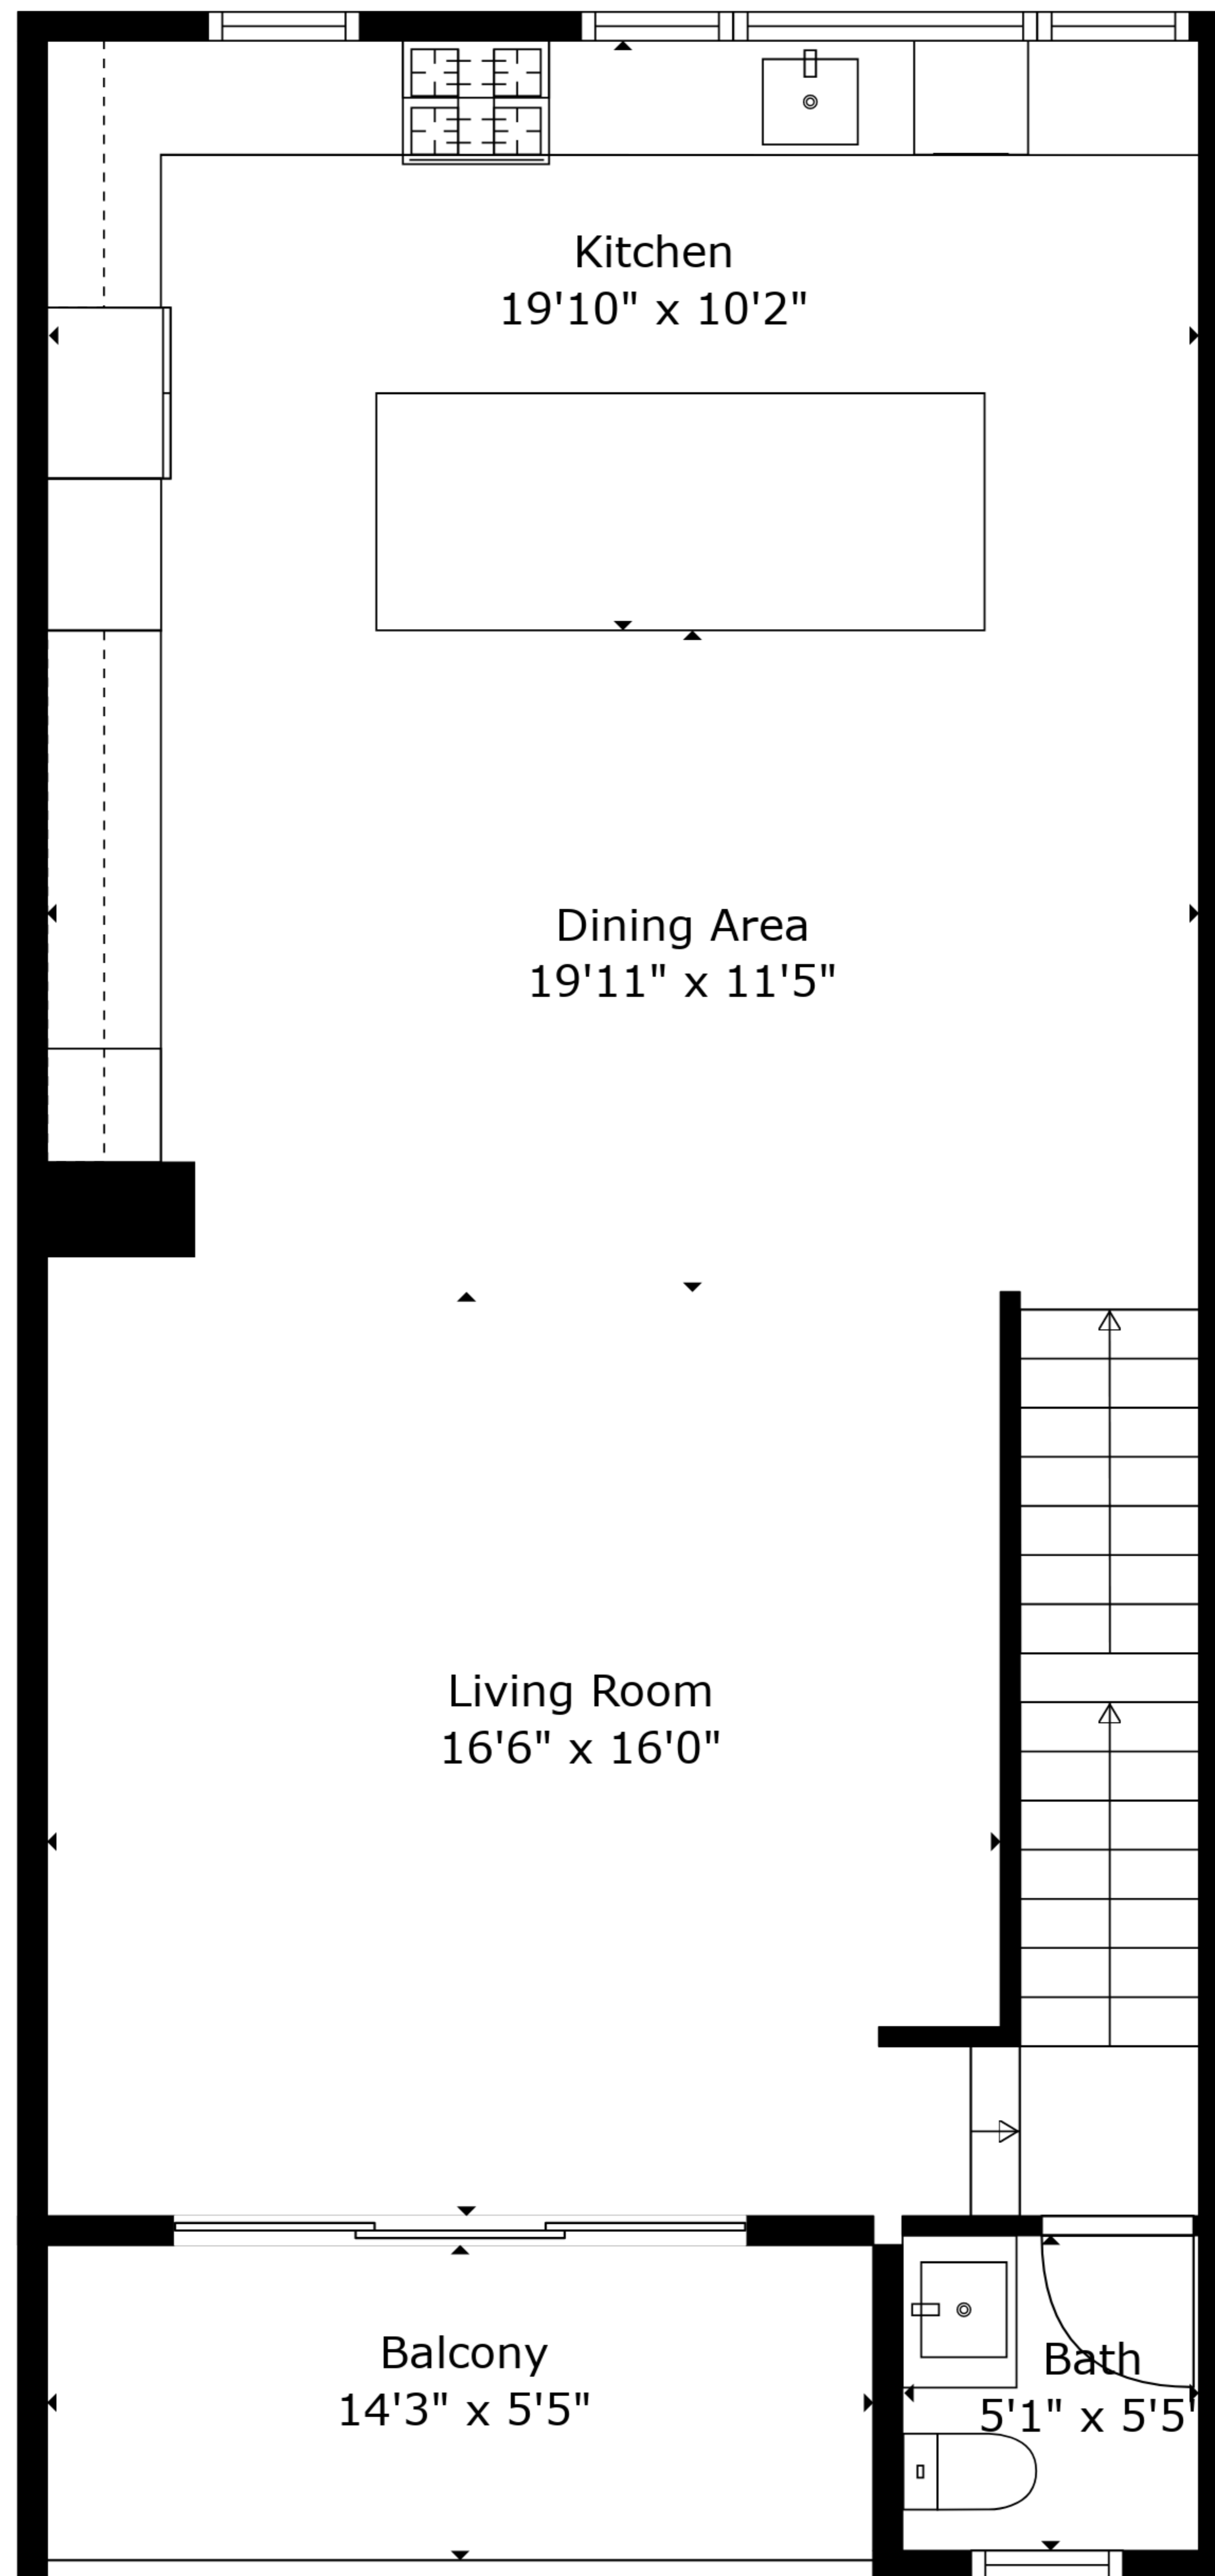 Kitchen
19'10" x 10'2"
Dining Area
19'11" x 11'5"
Living Room
16'6" x 16'0"
Balcony
14'3" x 5'5"
Bath
5'1" x 5'5"